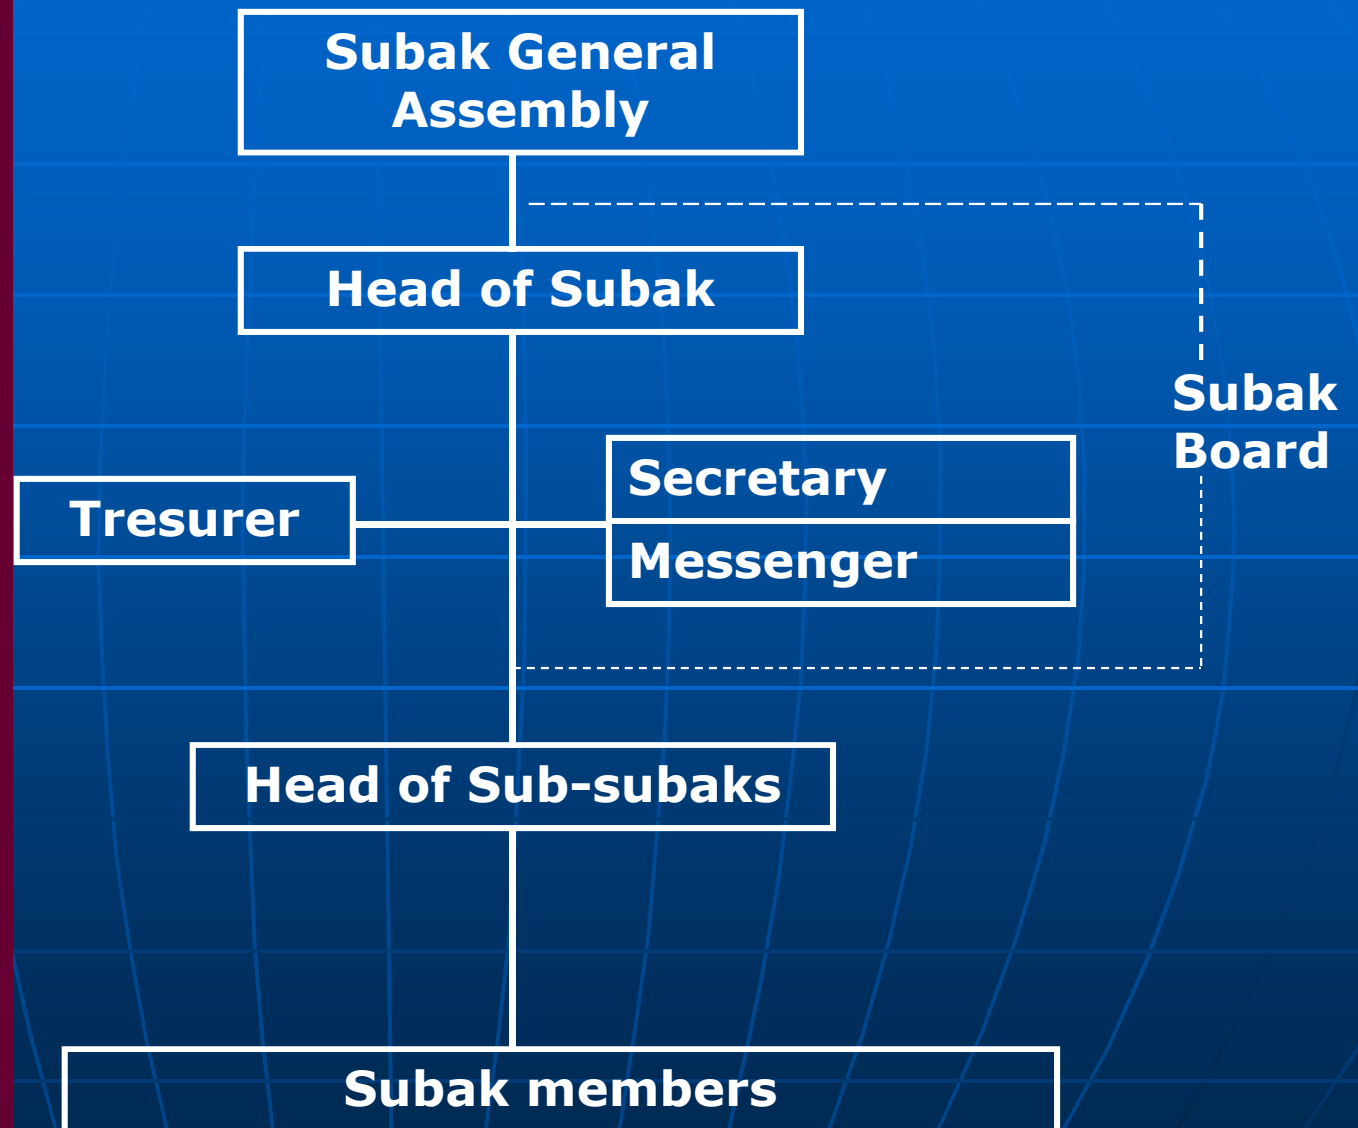 Subak General
Assembly
Head of Subak
Subak
Board
Secretary
Tresurer
Messenger
Head of Sub-subaks
Subak members